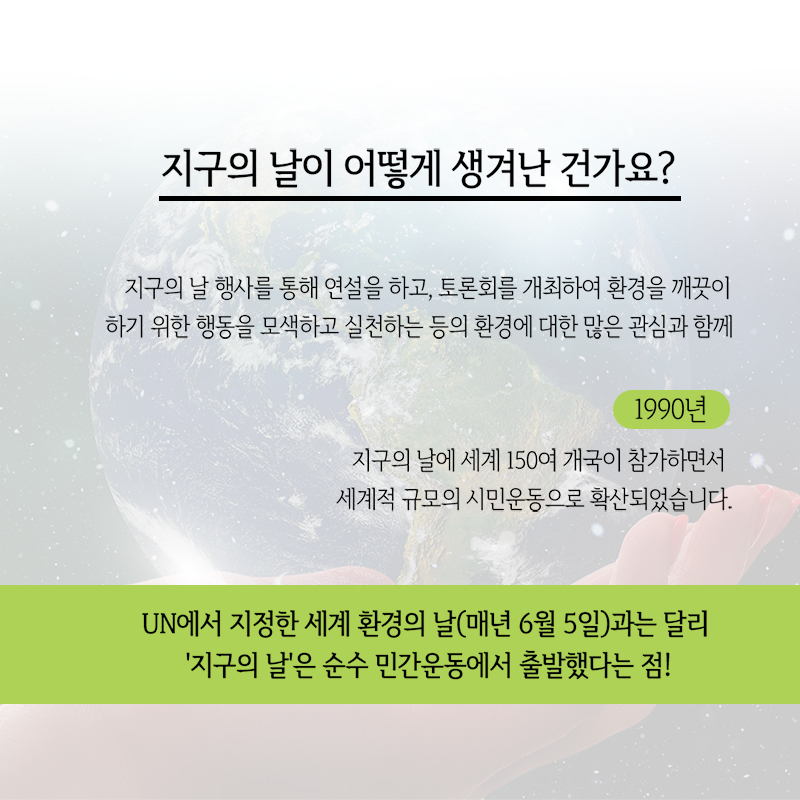 지구의 날이 어떻게 생겨난 건가요?
지구의 날 행사를 통해 연설을 하고, 토론회를 개최하여 환경을 깨끗이
하기 위한 행동을 모색하고 실천하는 등의 환경에 대한 많은 관심과 함께
1990년
지구의 날에 세계 150여 개국이 참가하면서
세계적 규모의 시민운동으로 확산되었습니다.
UN에서 지정한 세계 환경의 날(매년 6월 5일)과는 달리
'지구의 날'은 순수 민간운동에서 출발했다는 점!